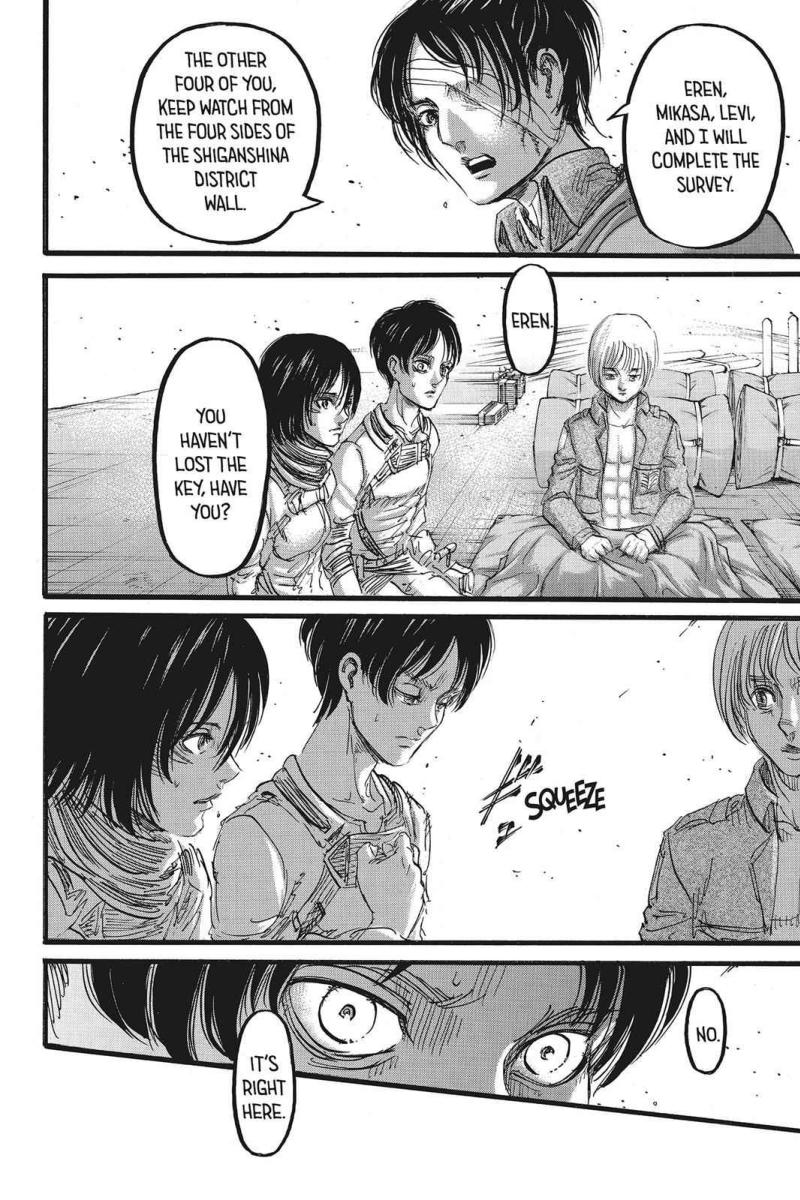 EREN,
MIKASA, LEVI,
AND I WILL
COMPLETE THE
SURVEY.
THE OTHER
FOUR OF YOU,
KEEP WATCH FROM
THE FOUR SIDES OF
THE SHIGANSHINA
DISTRICT
WALL.
EREN.
YOU
HAVEN'T
LOST THE
KEY, HAVE
YOU?
SQUEEZE
NO.
IT'S
RIGHT
HERE.